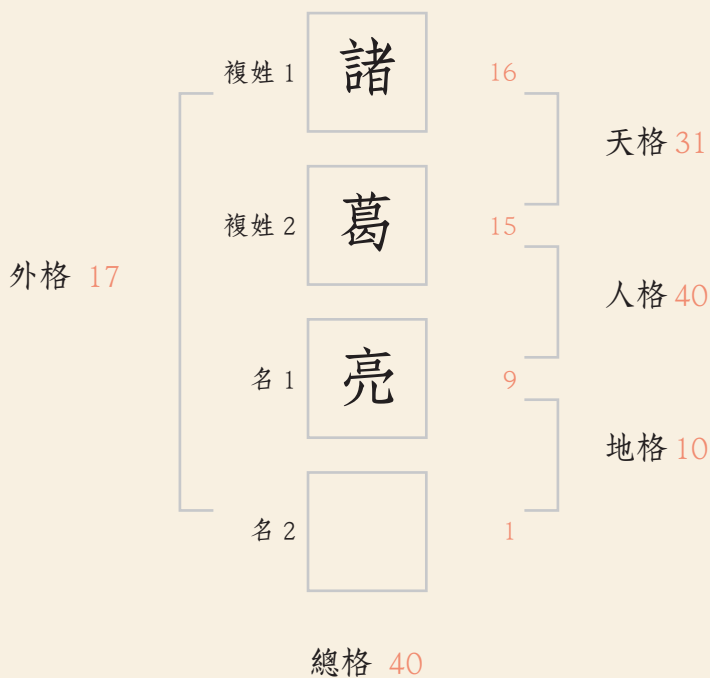 複姓 1 諸 16
天格 31
複姓 2 葛 15
外格 17
人格 40
名 1 亮 9
地格 10
名 2 1
總格 40